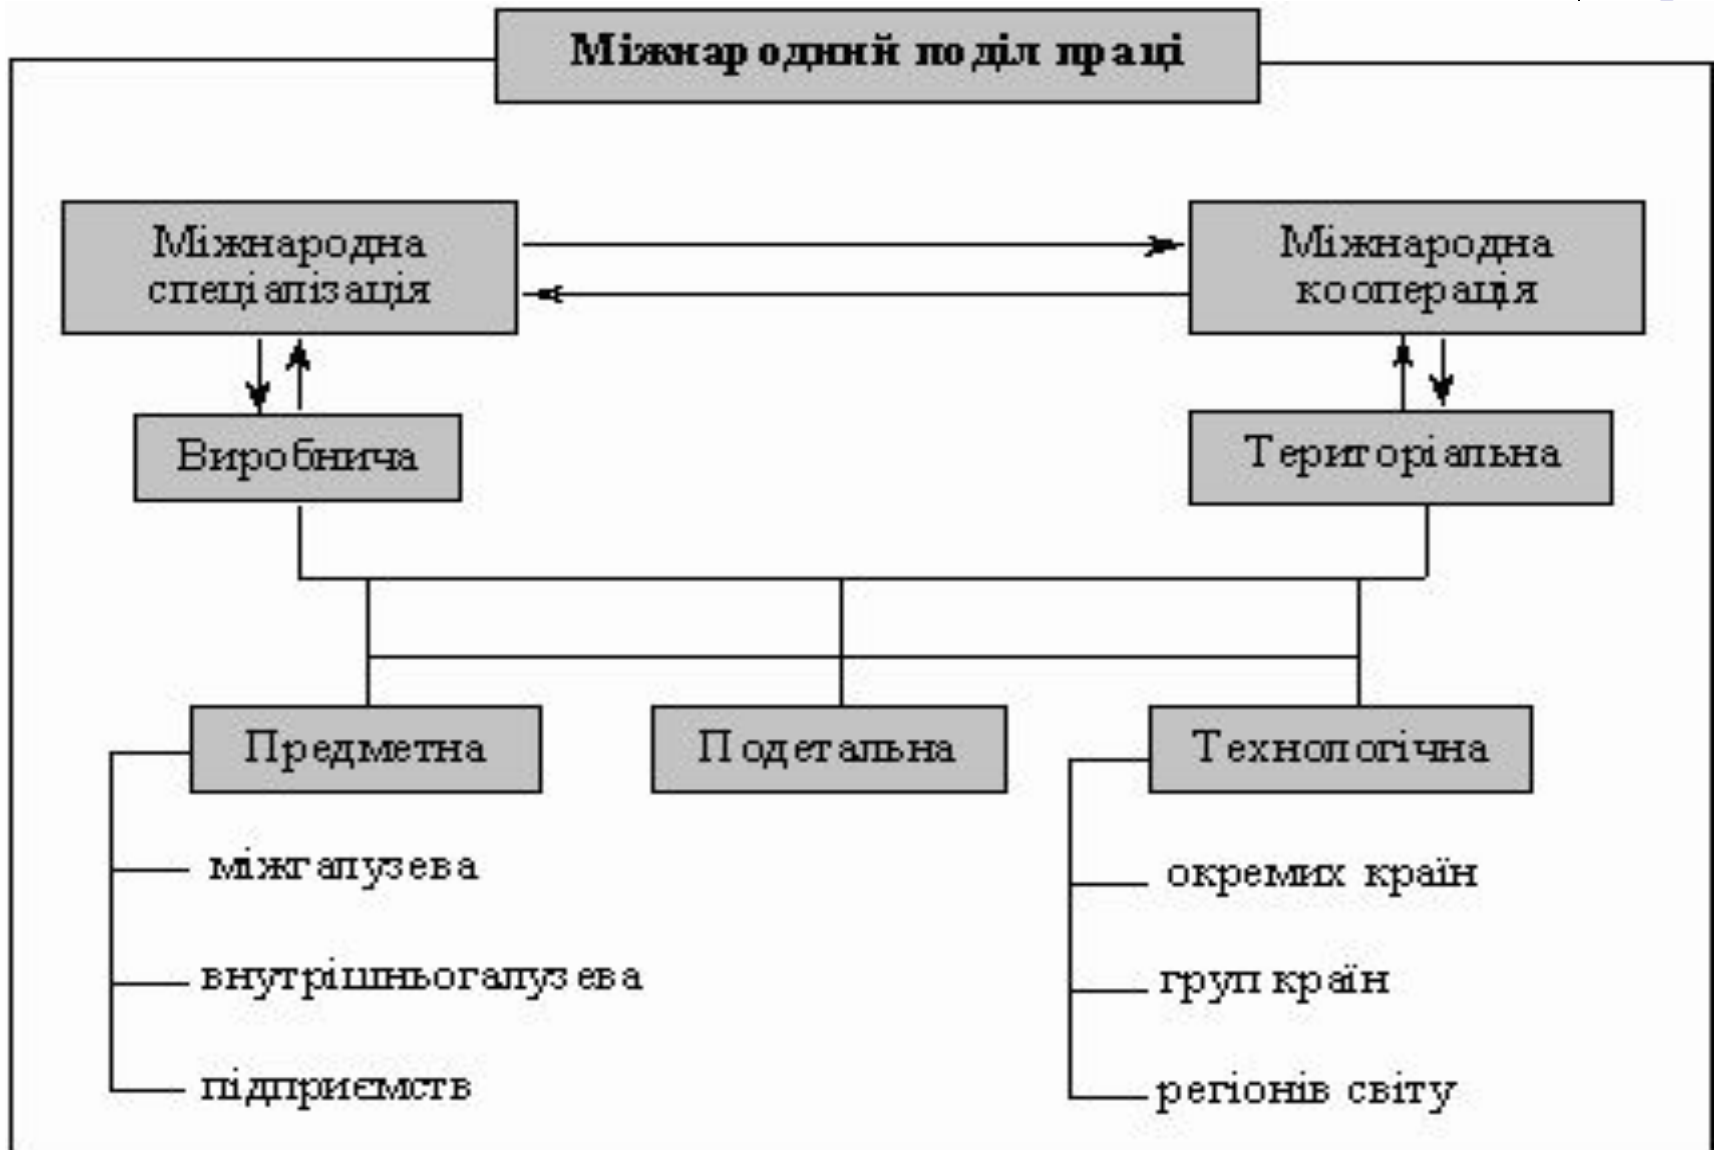 Міжнародний поділ праці
Міжнародна
спеціалізація
Міжнародна
кооперація
Виробнича
Територіальна
Предметна
Подетальна
Технологічна
міжгалузева
окремих країн
внутрішньогалузева
груп країн
підприємств
регіонів світу